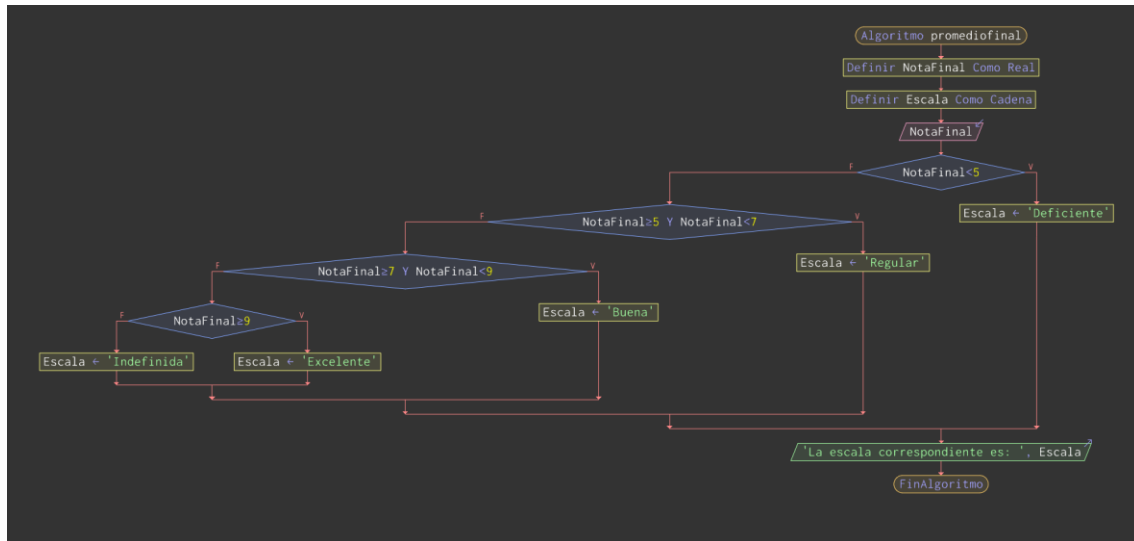 Algoritmo promediofinal
Definir NotaFinal Como Real
Definir Escala Como Cadena
NotaFinal
F
NotaFinal<5
V
Escala ← 'Deficiente'
F
NotaFinal≥5 Y NotaFinal<7
V
Escala ← 'Regular'
F
NotaFinal≥7 Y NotaFinal<9
V
Escala ← 'Buena'
F
NotaFinal≥9
V
Escala ← 'Indefinida'
Escala ← 'Excelente'
'La escala correspondiente es: ', Escala
FinAlgoritmo